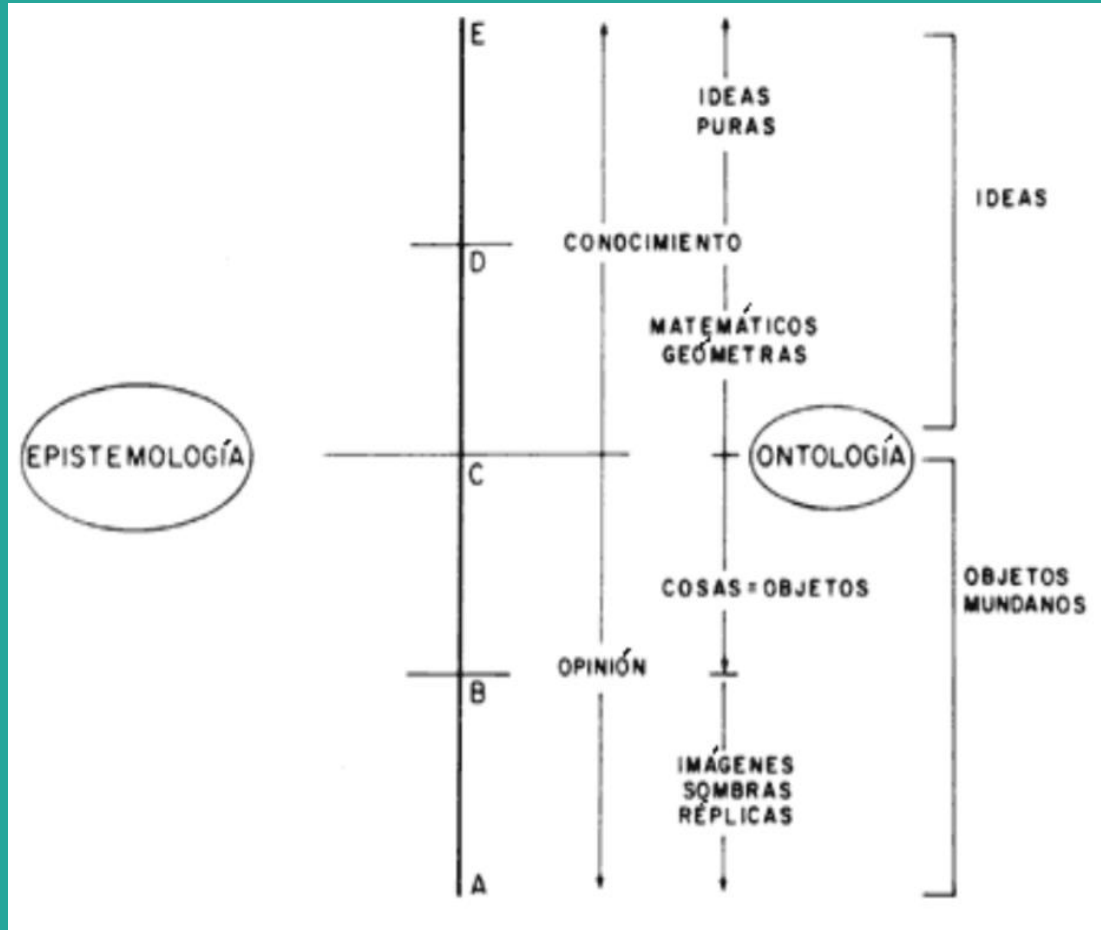 E
IDEAS
PURAS
IDEAS
CONOCIMIENTO
D
MATEMÁTICOS
GEÓMETRAS
EPISTEMOLOGÍA
ONTOLOGÍA
C
COSAS=OBJETOS
OBJETOS
MUNDANOS
OPINIÓN
B
IMÁGENES
SOMBRAS
RÉPLICAS
A